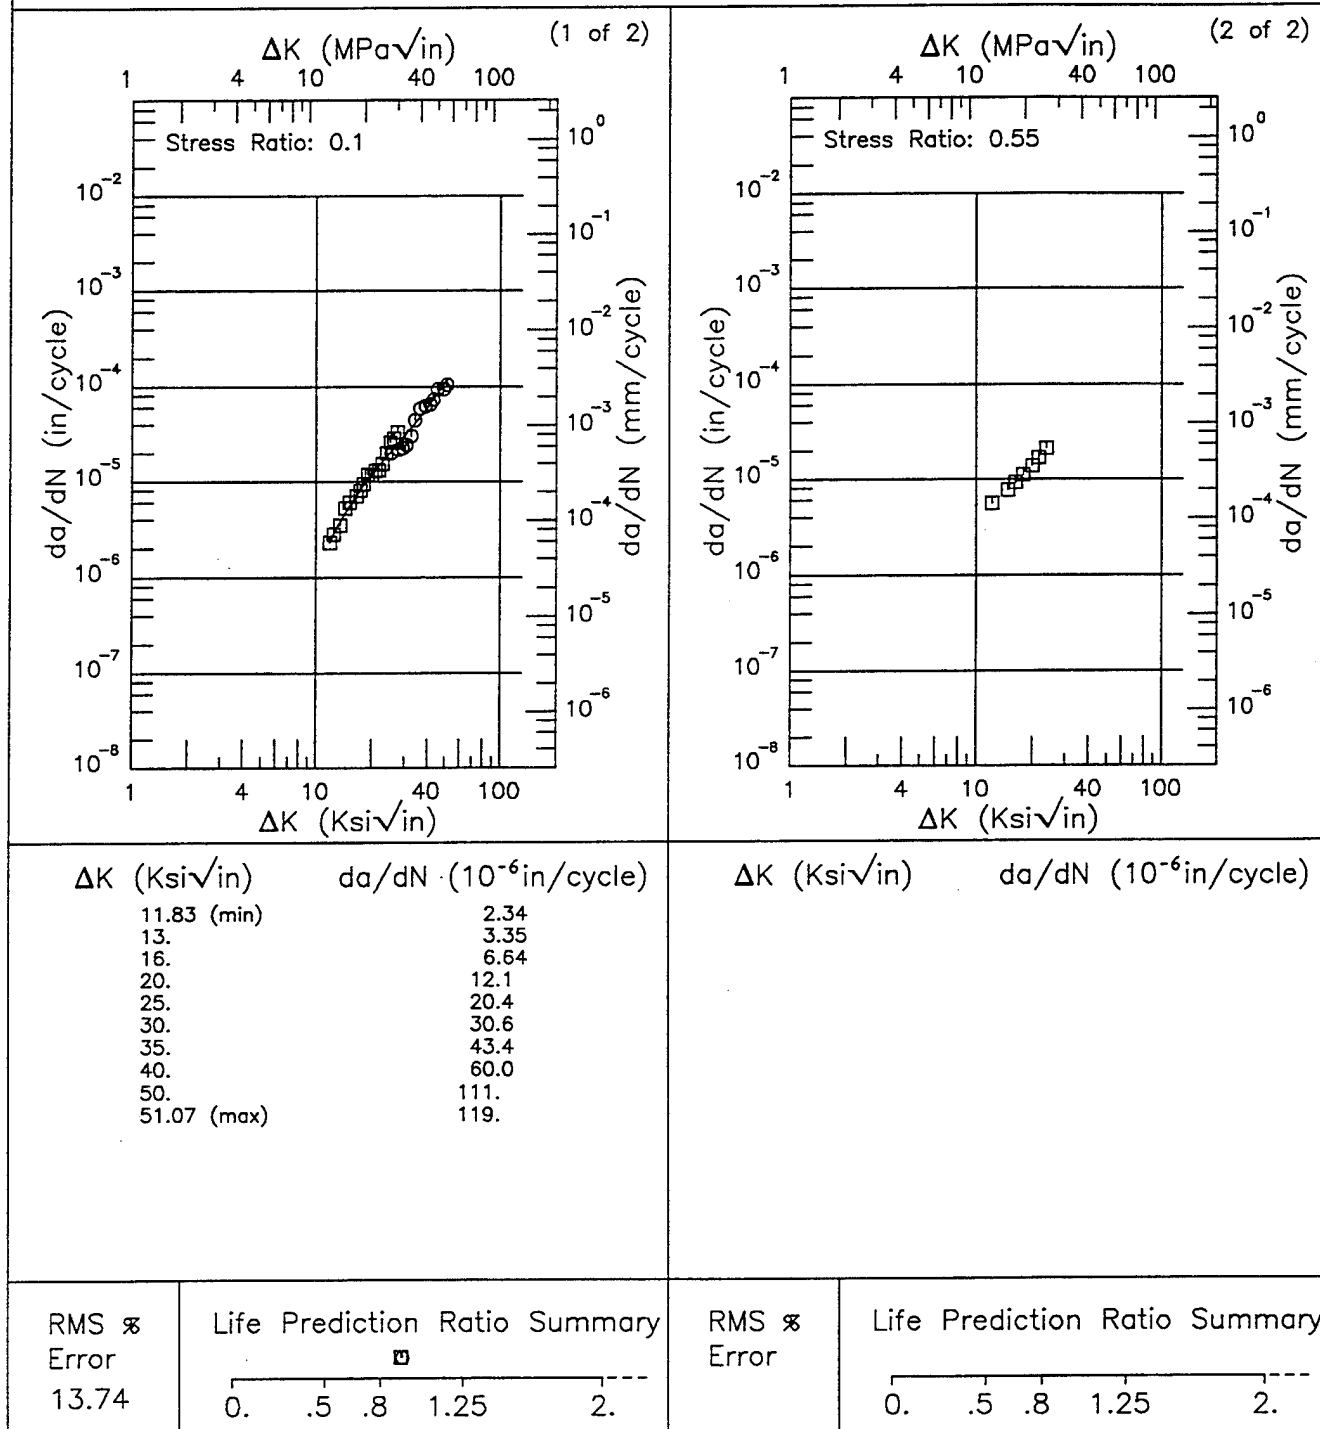 (1 of 2)
ΔK (MPa√in)
1 4 10 40 100
Stress Ratio: 0.1
da/dN (in/cycle)
10⁻²
10⁻³
10⁻⁴
10⁻⁵
10⁻⁶
10⁻⁷
10⁻⁸
10⁰
10⁻¹
10⁻²
10⁻³
10⁻⁴
10⁻⁵
10⁻⁶
da/dN (mm/cycle)
1 4 10 40 100
ΔK (Ksi√in)
(2 of 2)
ΔK (MPa√in)
1 4 10 40 100
Stress Ratio: 0.55
da/dN (in/cycle)
10⁻²
10⁻³
10⁻⁴
10⁻⁵
10⁻⁶
10⁻⁷
10⁻⁸
10⁰
10⁻¹
10⁻²
10⁻³
10⁻⁴
10⁻⁵
10⁻⁶
da/dN (mm/cycle)
1 4 10 40 100
ΔK (Ksi√in)
ΔK (Ksi√in) da/dN (10⁻⁶in/cycle)
11.83 (min) 2.34
13. 3.35
16. 6.64
20. 12.1
25. 20.4
30. 30.6
35. 43.4
40. 60.0
50. 111.
51.07 (max) 119.
ΔK (Ksi√in) da/dN (10⁻⁶in/cycle)
RMS %
Error
13.74
Life Prediction Ratio Summary
0. .5 .8 1.25 2.
RMS %
Error
Life Prediction Ratio Summary
0. .5 .8 1.25 2.